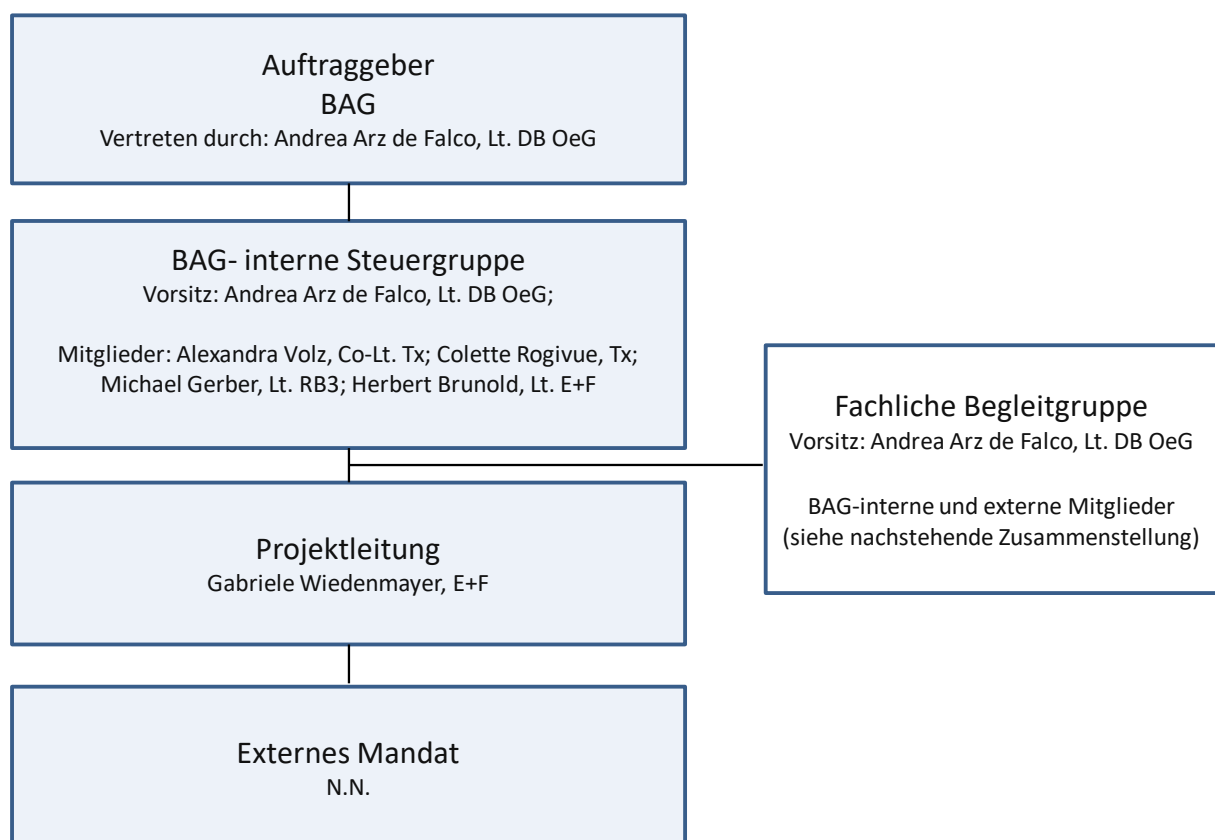 Auftraggeber
BAG
Vertreten durch: Andrea Arz de Falco, Lt. DB OeG
BAG- interne Steuergruppe
Vorsitz: Andrea Arz de Falco, Lt. DB OeG;
Mitglieder: Alexandra Volz, Co-Lt. Tx; Colette Rogivue, Tx;
Michael Gerber, Lt. RB3; Herbert Brunold, Lt. E+F
Fachliche Begleitgruppe
Vorsitz: Andrea Arz de Falco, Lt. DB OeG
BAG-interne und externe Mitglieder
(siehe nachstehende Zusammenstellung)
Projektleitung
Gabriele Wiedenmayer, E+F
Externes Mandat
N.N.